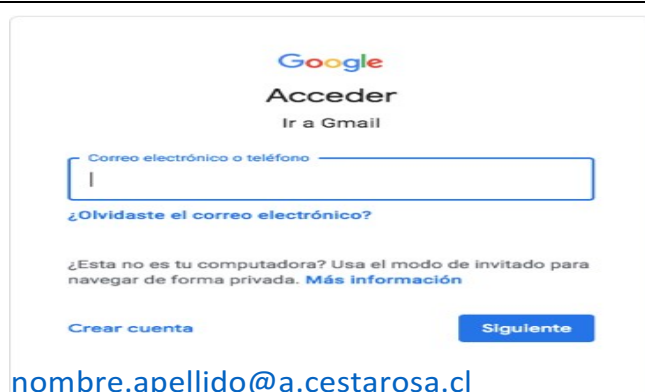 Google
Acceder
Ir a Gmail
Correo electrónico o teléfono
¿Olvidaste el correo electrónico?
¿Esta no es tu computadora? Usa el modo de invitado para
navegar de forma privada. Más información
Crear cuenta
Siguiente
nombre.apellido@a.cestarosa.cl